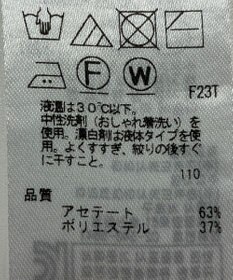 F
W
F23T
液温は30℃以下。
中性洗剤(おしゃれ着洗い)を
使用。漂白剤は液体タイプを使
用。よくすすぎ、絞りの後すぐ
に干すこと。
110
品質
アセテート 63%
ポリエステル 37%